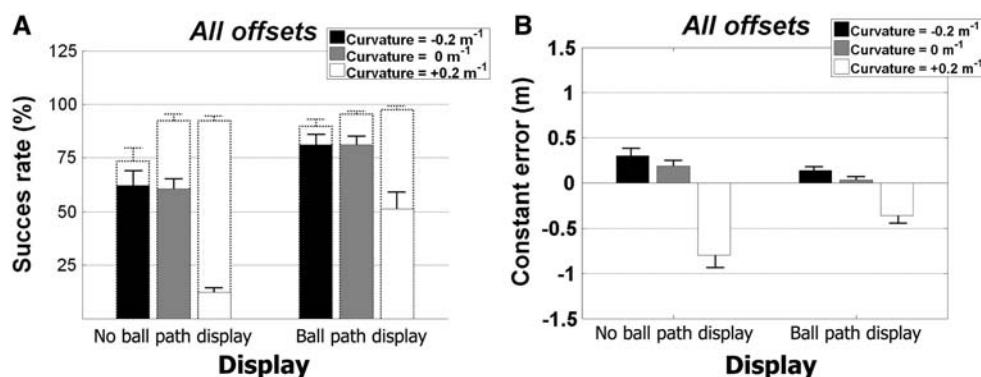 A
All offsets
Curvature = -0.2 m⁻¹
Curvature = 0 m⁻¹
Curvature = +0.2 m⁻¹
Succes rate (%)
125
100
75
50
25
No ball path display
Ball path display
Display
B
All offsets
Curvature = -0.2 m⁻¹
Curvature = 0 m⁻¹
Curvature = +0.2 m⁻¹
Constant error (m)
1
0.5
0
-0.5
-1
-1.5
No ball path display
Ball path display
Display